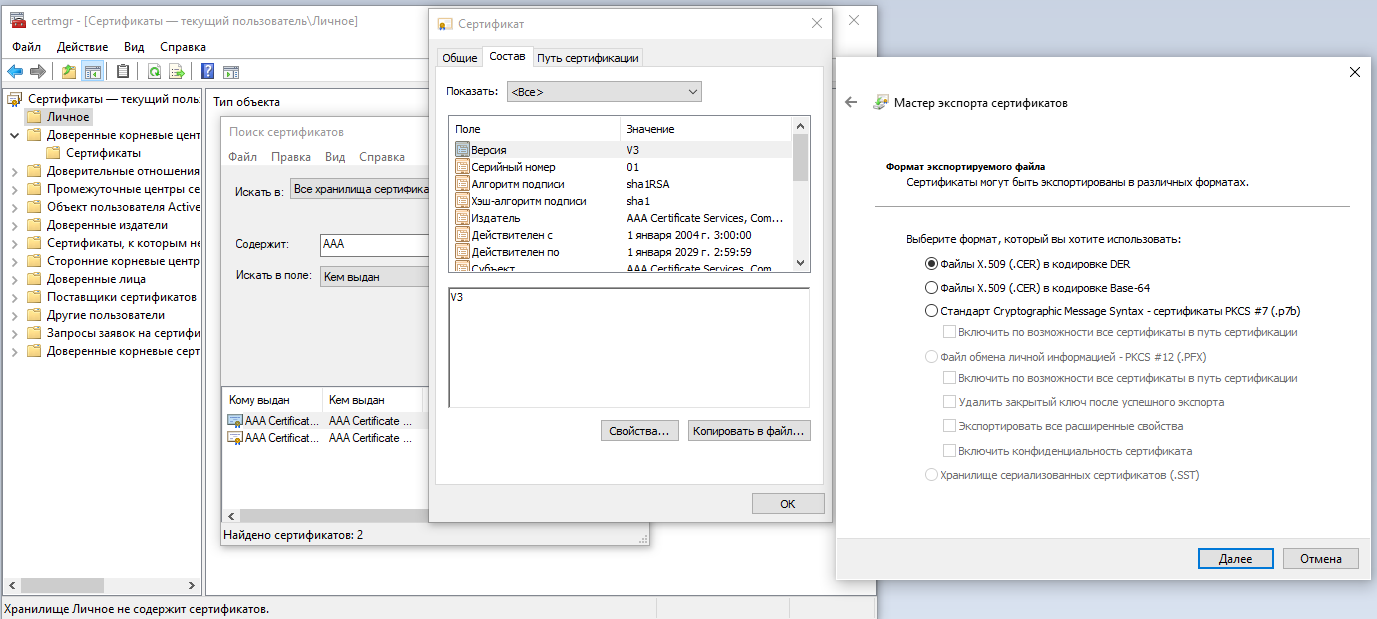 certmgr - [Сертификаты — текущий пользователь\Личное]
Файл Действие Вид Справка
Сертификаты — текущий поль
Личное
Доверенные корневые цент
Сертификаты
Доверительные отношения
Промежуточные центры се
Объект пользователя Active
Доверенные издатели
Сертификаты, к которым не
Сторонние корневые центр
Доверенные лица
Поставщики сертификатов
Другие пользователи
Запросы заявок на сертифи
Доверенные корневые серт
Хранилище Личное не содержит сертификатов.
Тип объекта
Поиск сертификатов
Файл Правка Вид Справка
Искать в: Все хранилища сертифика
Содержит: AAA
Искать в поле: Кем выдан
Кому выдан Кем выдан
AAA Certificat... AAA Certificate ...
AAA Certificat... AAA Certificate ...
Найдено сертификатов: 2
Сертификат
Общие Состав Путь сертификации
Показать: <Все>
Поле Значение
Версия V3
Серийный номер 01
Алгоритм подписи sha1RSA
Хэш-алгоритм подписи sha1
Издатель AAA Certificate Services, Com...
Действителен с 1 января 2004 г. 3:00:00
Действителен по 1 января 2029 г. 2:59:59
Субъект AAA Certificate Services, Com...
V3
Свойства... Копировать в файл...
ОК
Мастер экспорта сертификатов
Формат экспортируемого файла
Сертификаты могут быть экспортированы в различных форматах.
Выберите формат, который вы хотите использовать:
Файлы X.509 (.CER) в кодировке DER
Файлы X.509 (.CER) в кодировке Base-64
Стандарт Cryptographic Message Syntax - сертификаты PKCS #7 (.p7b)
Включить по возможности все сертификаты в путь сертификации
Файл обмена личной информацией - PKCS #12 (.PFX)
Включить по возможности все сертификаты в путь сертификации
Удалить закрытый ключ после успешного экспорта
Экспортировать все расширенные свойства
Включить конфиденциальность сертификата
Хранилище сериализованных сертификатов (.SST)
Далее Отмена